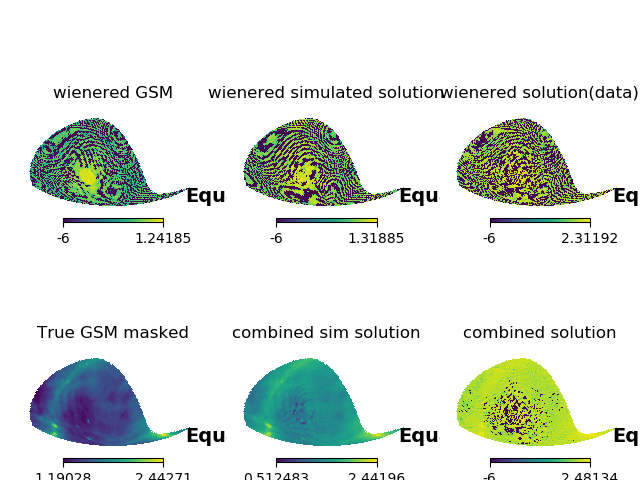 wienered GSM
wienered simulated solution
wienered solution(data)
Equ
Equ
Eq
-6
1.24185
-6
1.31885
-6
2.31192
True GSM masked
combined sim solution
combined solution
Equ
Equ
Eq
1.19028
2.44271
0.512483
2.44196
-6
2.48134